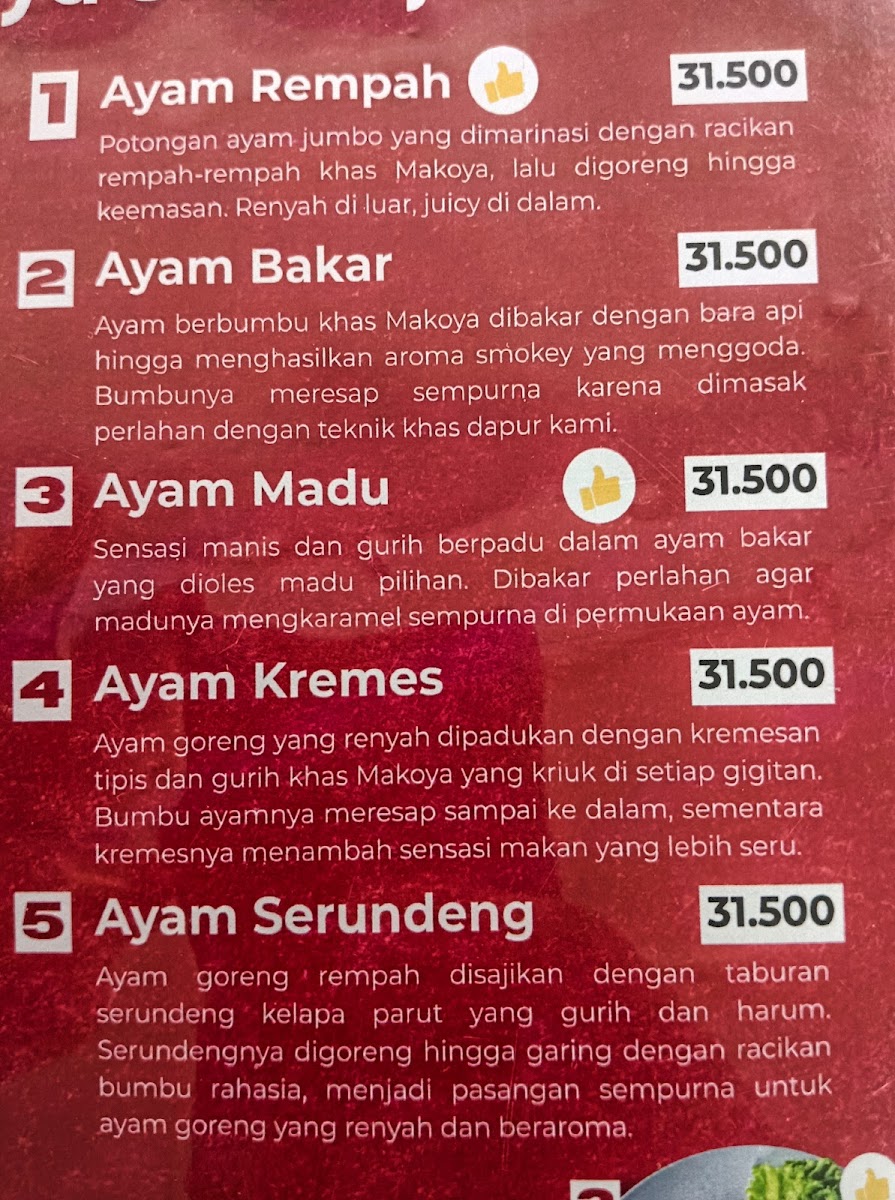 1 Ayam Rempah 31.500
Potongan ayam jumbo yang dimarinasi dengan racikan
rempah-rempah khas Makoya, lalu digoreng hingga
keemasan. Renyah di luar, juicy di dalam.
2 Ayam Bakar 31.500
Ayam berbumbu khas Makoya dibakar dengan bara api
hingga menghasilkan aroma smokey yang menggoda.
Bumbunya meresap sempurna karena dimasak
perlahan dengan teknik khas dapur kami.
3 Ayam Madu 31.500
Sensasi manis dan gurih berpadu dalam ayam bakar
yang dioles madu pilihan. Dibakar perlahan agar
madunya mengkaramel sempurna di permukaan ayam.
4 Ayam Kremes 31.500
Ayam goreng yang renyah dipadukan dengan kremesan
tipis dan gurih khas Makoya yang kriuk di setiap gigitan.
Bumbu ayamnya meresap sampai ke dalam, sementara
kremesnya menambah sensasi makan yang lebih seru.
5 Ayam Serundeng 31.500
Ayam goreng rempah disajikan dengan taburan
serundeng kelapa parut yang gurih dan harum.
Serundengnya digoreng hingga garing dengan racikan
bumbu rahasia, menjadi pasangan sempurna untuk
ayam goreng yang renyah dan beraroma.